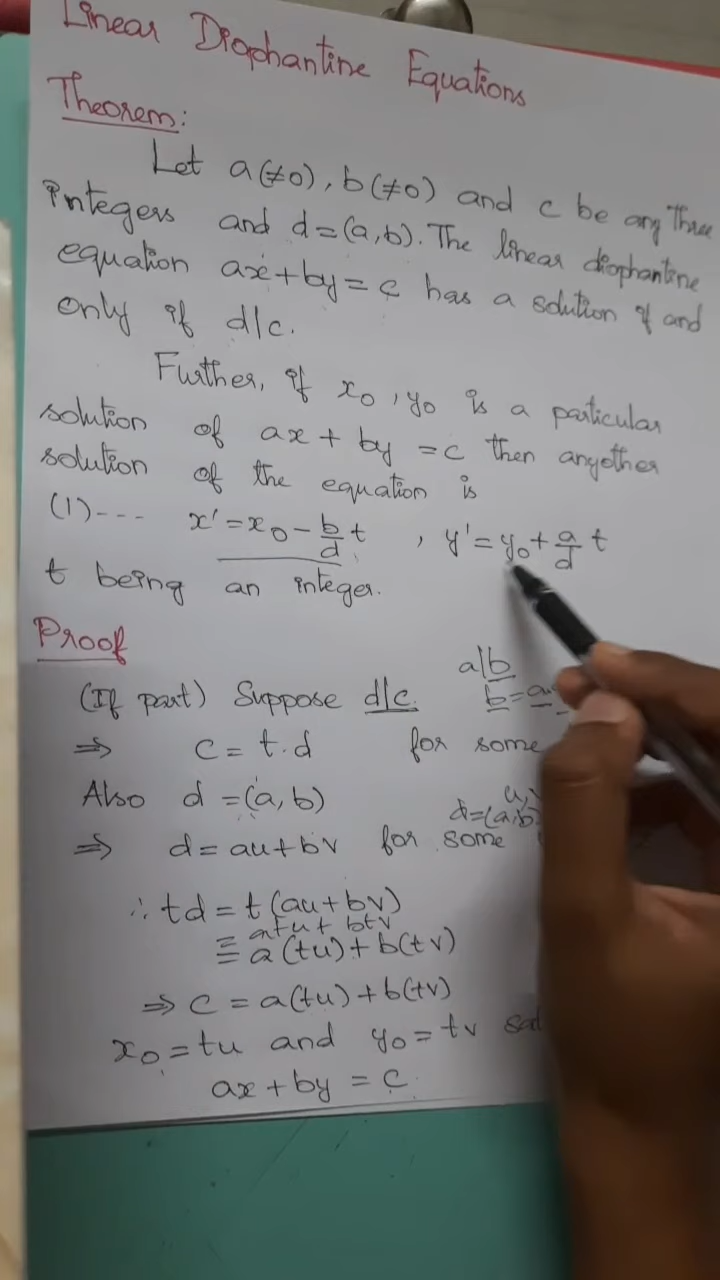 Linear Diophantine Equations
Theorem:
Let a(≠0), b(≠0) and c be any three
integers and d=(a,b). The linear diophantine
equation ax+by=c has a solution if and
only if d|c.
Further, if x₀, y₀ is a particular
solution of ax + by = c then anyother
solution of the equation is
(1)--- x' = x₀ - b/d t , y' = y₀ + a/d t
t being an integer.
Proof
a|b
(If part) Suppose d|c. b=a
⇒ c = t.d for some
Also d = (a, b) d=(a,b)
⇒ d = au+bv for some
∴ td = t(au+bv)
atu + btv
≡ a(tu)+b(tv)
⇒ c = a(tu)+b(tv)
x₀ = tu and y₀ = tv
ax + by = c.